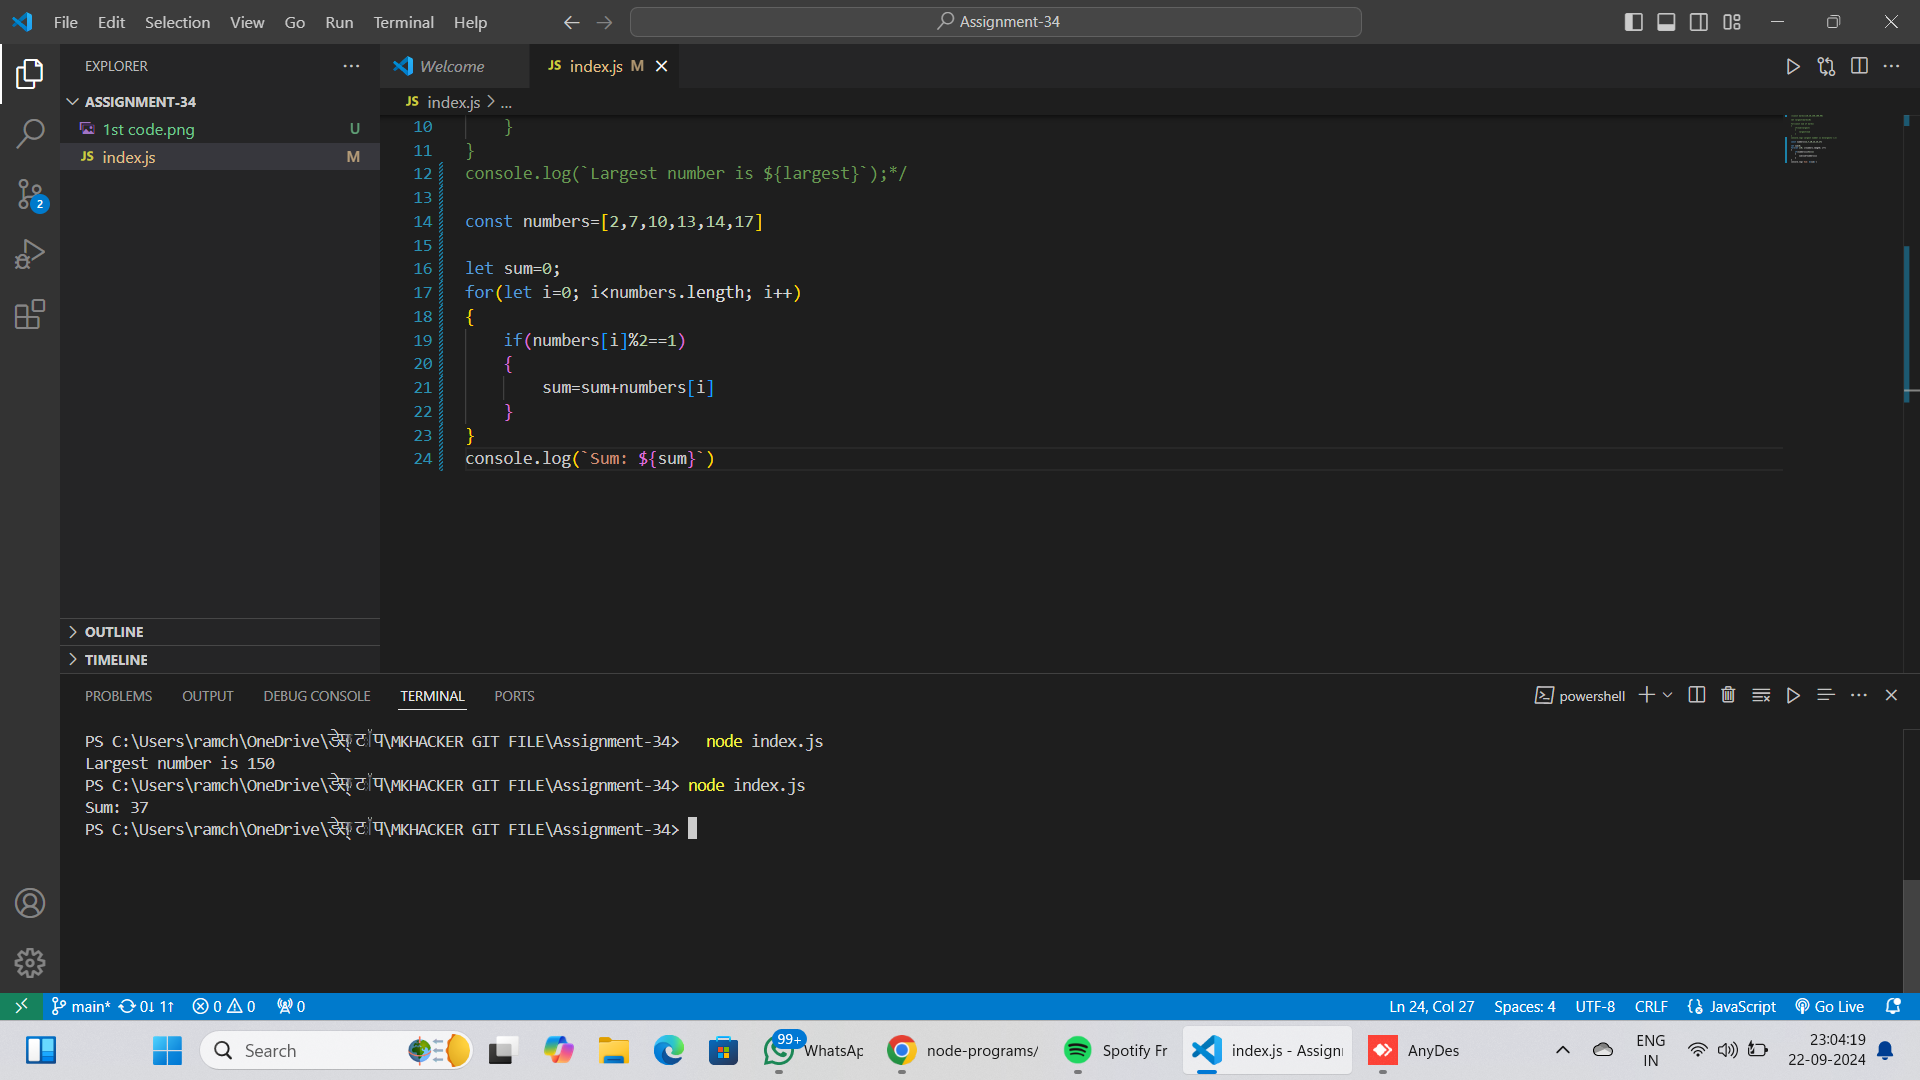 File Edit Selection View Go Run Terminal Help
Assignment-34
EXPLORER
ASSIGNMENT-34
1st code.png U
JS index.js M
Welcome
JS index.js M
JS index.js > ...
10 }
11 }
12 console.log(`Largest number is ${largest}`);*/
13
14 const numbers=[2,7,10,13,14,17]
15
16 let sum=0;
17 for(let i=0; i<numbers.length; i++)
18 {
19 if(numbers[i]%2==1)
20 {
21 sum=sum+numbers[i]
22 }
23 }
24 console.log(`Sum: ${sum}`)
2
OUTLINE
TIMELINE
PROBLEMS OUTPUT DEBUG CONSOLE TERMINAL PORTS
powershell
PS C:\Users\ramch\OneDrive\डेस्कटॉप\MKHACKER GIT FILE\Assignment-34> node index.js
Largest number is 150
PS C:\Users\ramch\OneDrive\डेस्कटॉप\MKHACKER GIT FILE\Assignment-34> node index.js
Sum: 37
PS C:\Users\ramch\OneDrive\डेस्कटॉप\MKHACKER GIT FILE\Assignment-34>
main* 0↓ 1↑ 0 0 0
Ln 24, Col 27 Spaces: 4 UTF-8 CRLF JavaScript Go Live
Search
99+
WhatsAp
node-programs/
Spotify Fr
index.js - Assign
AnyDes
ENG
IN
23:04:19
22-09-2024